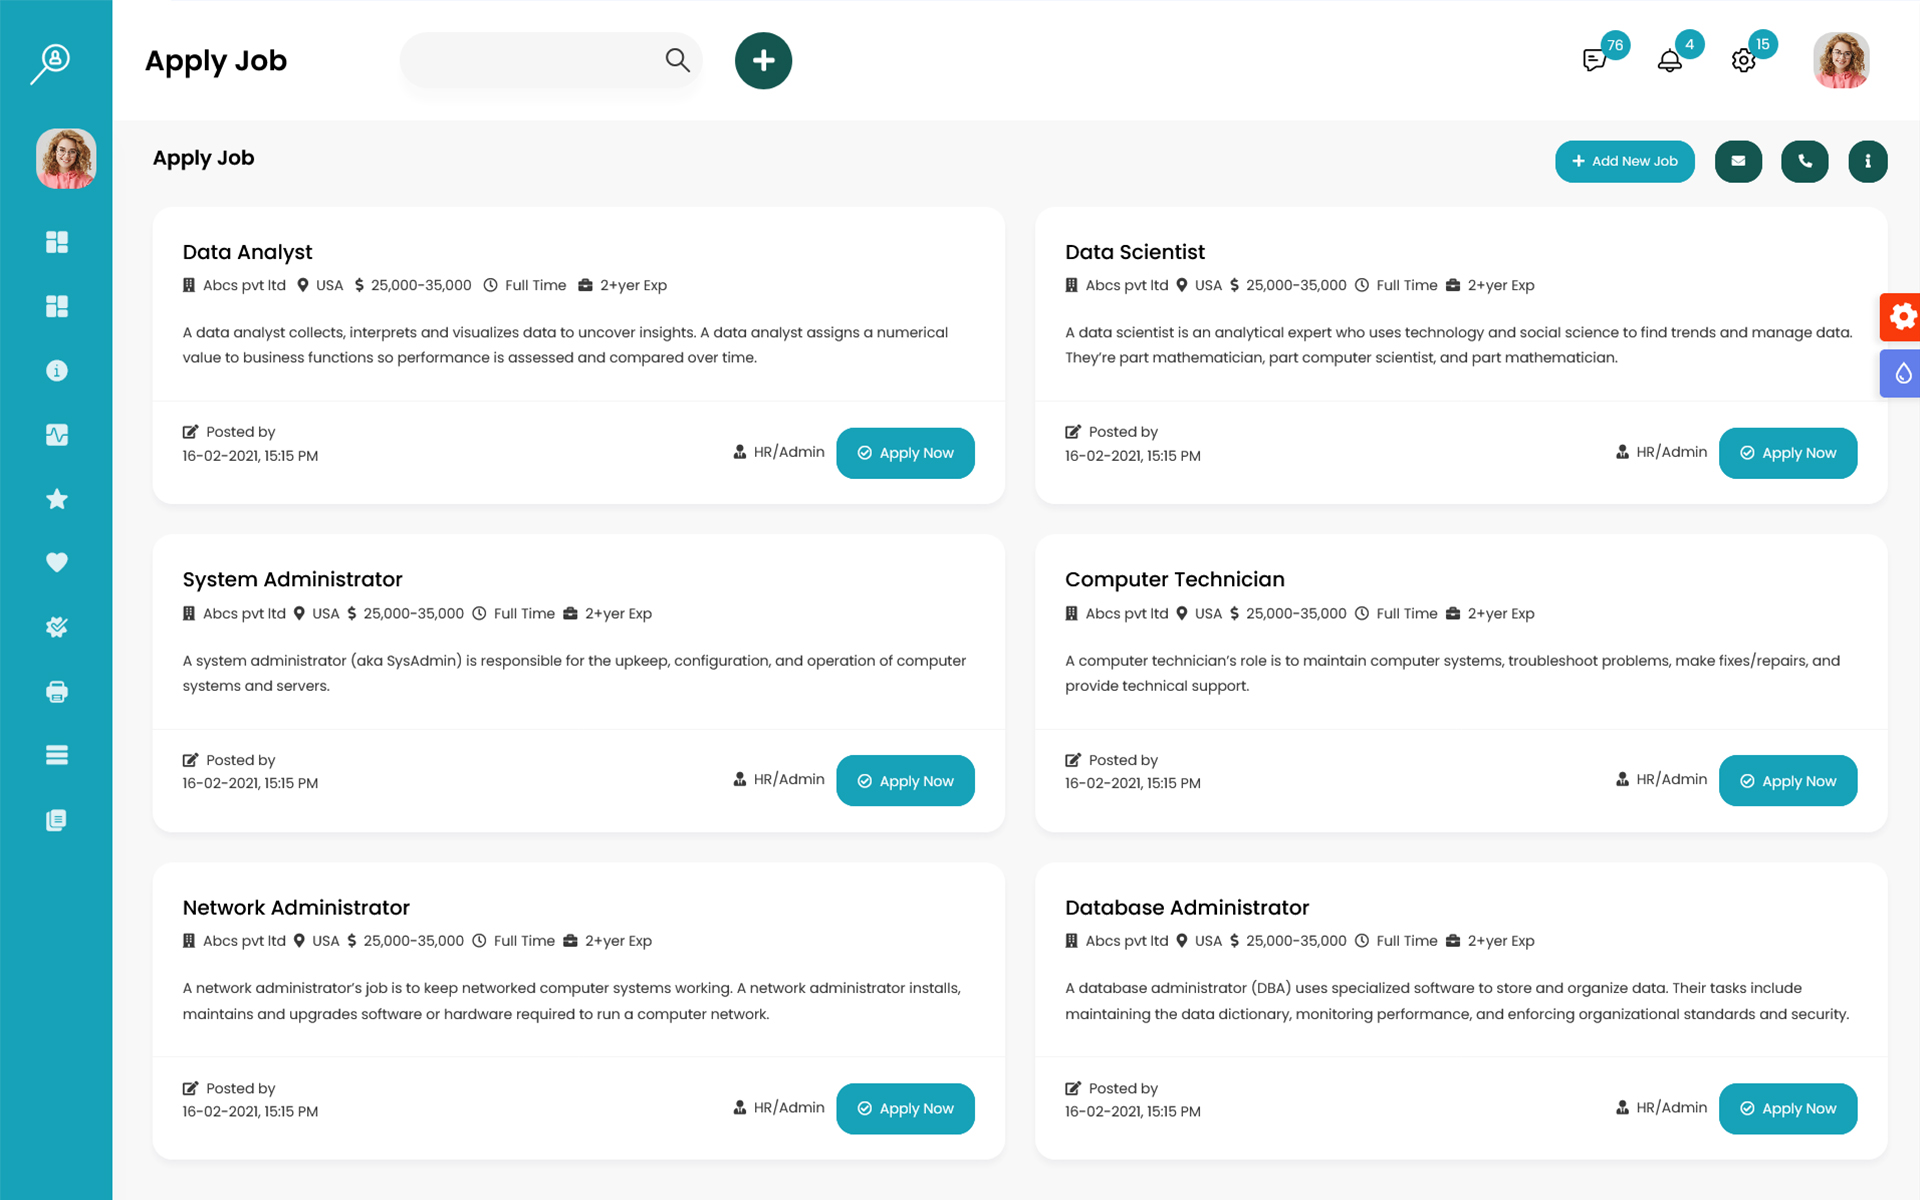 Apply Job
76
4
15
Apply Job
Add New Job
Data Analyst
Abcs pvt ltd USA 25,000-35,000 Full Time 2+yer Exp
A data analyst collects, interprets and visualizes data to uncover insights. A data analyst assigns a numerical
value to business functions so performance is assessed and compared over time.
Posted by
16-02-2021, 15:15 PM
HR/Admin
Apply Now
Data Scientist
Abcs pvt ltd USA $ 25,000-35,000 Full Time 2+yer Exp
A data scientist is an analytical expert who uses technology and social science to find trends and manage data.
They’re part mathematician, part computer scientist, and part mathematician.
Posted by
16-02-2021, 15:15 PM
HR/Admin
Apply Now
System Administrator
Abcs pvt ltd USA $ 25,000-35,000 Full Time 2+yer Exp
A system administrator (aka SysAdmin) is responsible for the upkeep, configuration, and operation of computer
systems and servers.
Posted by
16-02-2021, 15:15 PM
HR/Admin
Apply Now
Computer Technician
Abcs pvt ltd USA $ 25,000-35,000 Full Time 2+yer Exp
A computer technician’s role is to maintain computer systems, troubleshoot problems, make fixes/repairs, and
provide technical support.
Posted by
16-02-2021, 15:15 PM
HR/Admin
Apply Now
Network Administrator
Abcs pvt ltd USA $ 25,000-35,000 Full Time 2+yer Exp
A network administrator’s job is to keep networked computer systems working. A network administrator installs,
maintains and upgrades software or hardware required to run a computer network.
Posted by
16-02-2021, 15:15 PM
HR/Admin
Apply Now
Database Administrator
Abcs pvt ltd USA $ 25,000-35,000 Full Time 2+yer Exp
A database administrator (DBA) uses specialized software to store and organize data. Their tasks include
maintaining the data dictionary, monitoring performance, and enforcing organizational standards and security.
Posted by
16-02-2021, 15:15 PM
HR/Admin
Apply Now